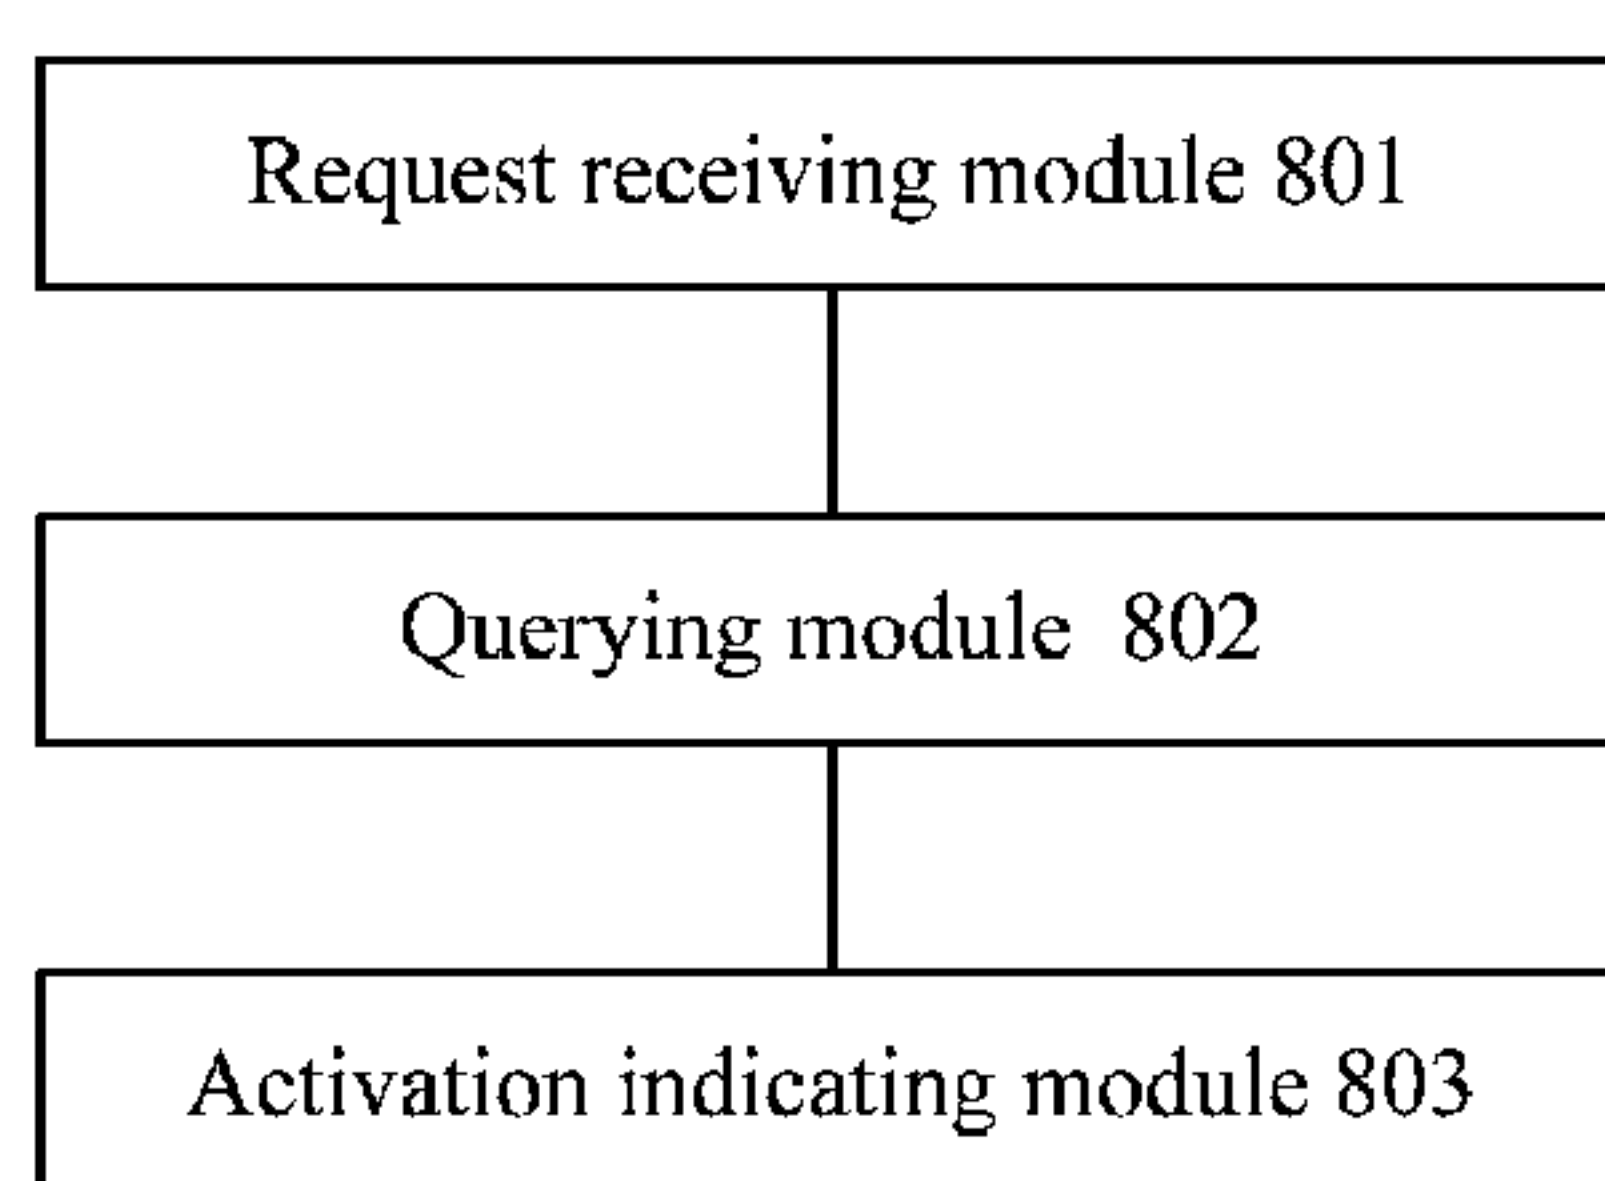 Request receiving module 801
Querying module 802
Activation indicating module 803